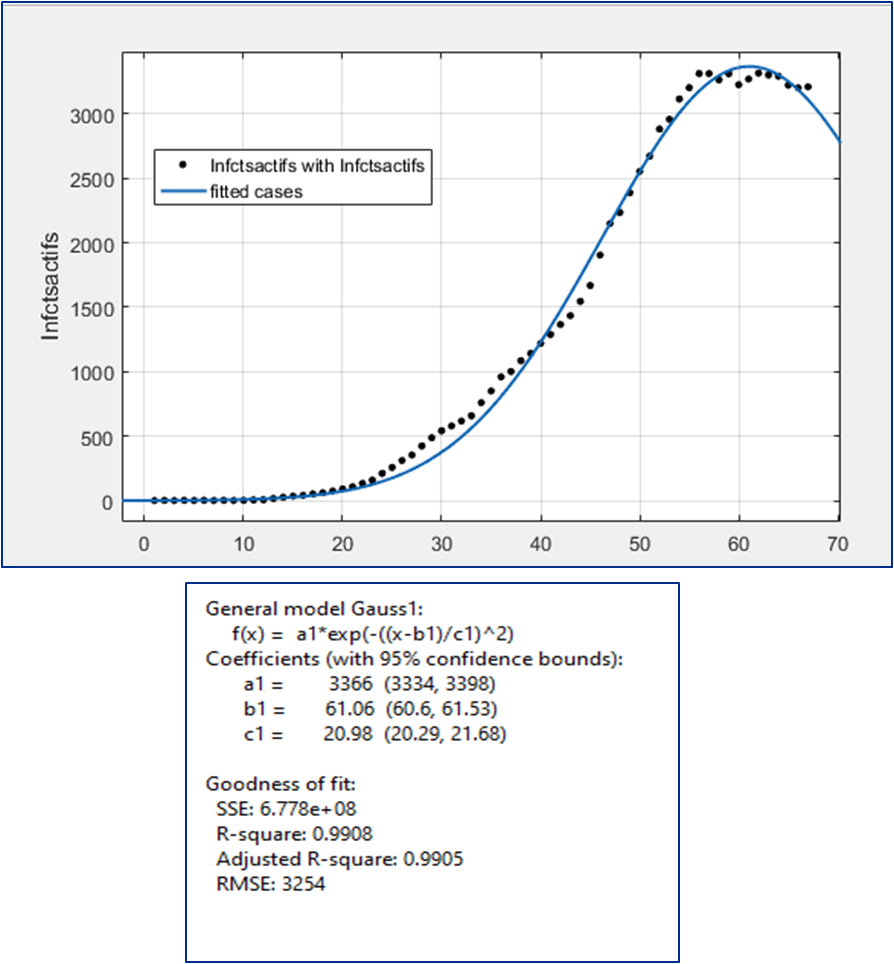 3000
2500
2000
1500
1000
500
0
Infctsactifs
Infctsactifs with Infctsactifs
fitted cases
0 10 20 30 40 50 60 70
General model Gauss1:
f(x) = a1*exp(-((x-b1)/c1)^2)
Coefficients (with 95% confidence bounds):
a1 = 3366 (3334, 3398)
b1 = 61.06 (60.6, 61.53)
c1 = 20.98 (20.29, 21.68)
Goodness of fit:
SSE: 6.778e+08
R-square: 0.9908
Adjusted R-square: 0.9905
RMSE: 3254